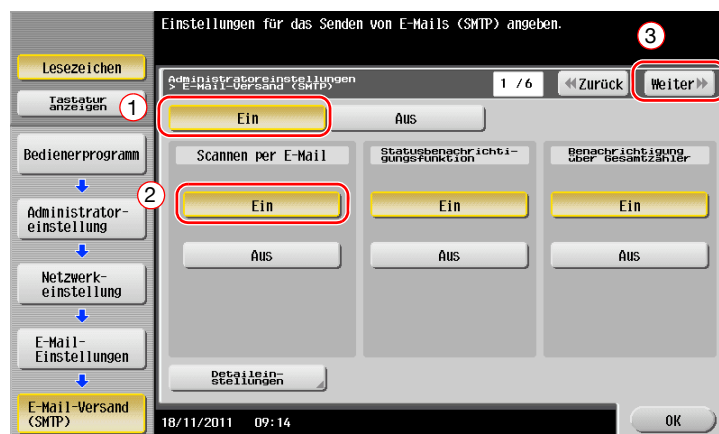 Einstellungen für das Senden von E-Mails (SMTP) angeben.
3
Lesezeichen
Tastatur
anzeigen
1
Bedienerprogramm
Administrator-
einstellung
Netzwerk-
einstellung
E-Mail-
Einstellungen
E-Mail-Versand
(SMTP)
Administratoreinstellungen
> E-Mail-Versand (SMTP)
1 /6
Zurück
Weiter
Ein
Aus
2
Scannen per E-Mail
Ein
Aus
Statusbenachrichti-
gungsfunktion
Ein
Aus
Benachrichtigung
über Gesamtzähler
Ein
Aus
Detailein-
stellungen
18/11/2011 09:14
OK